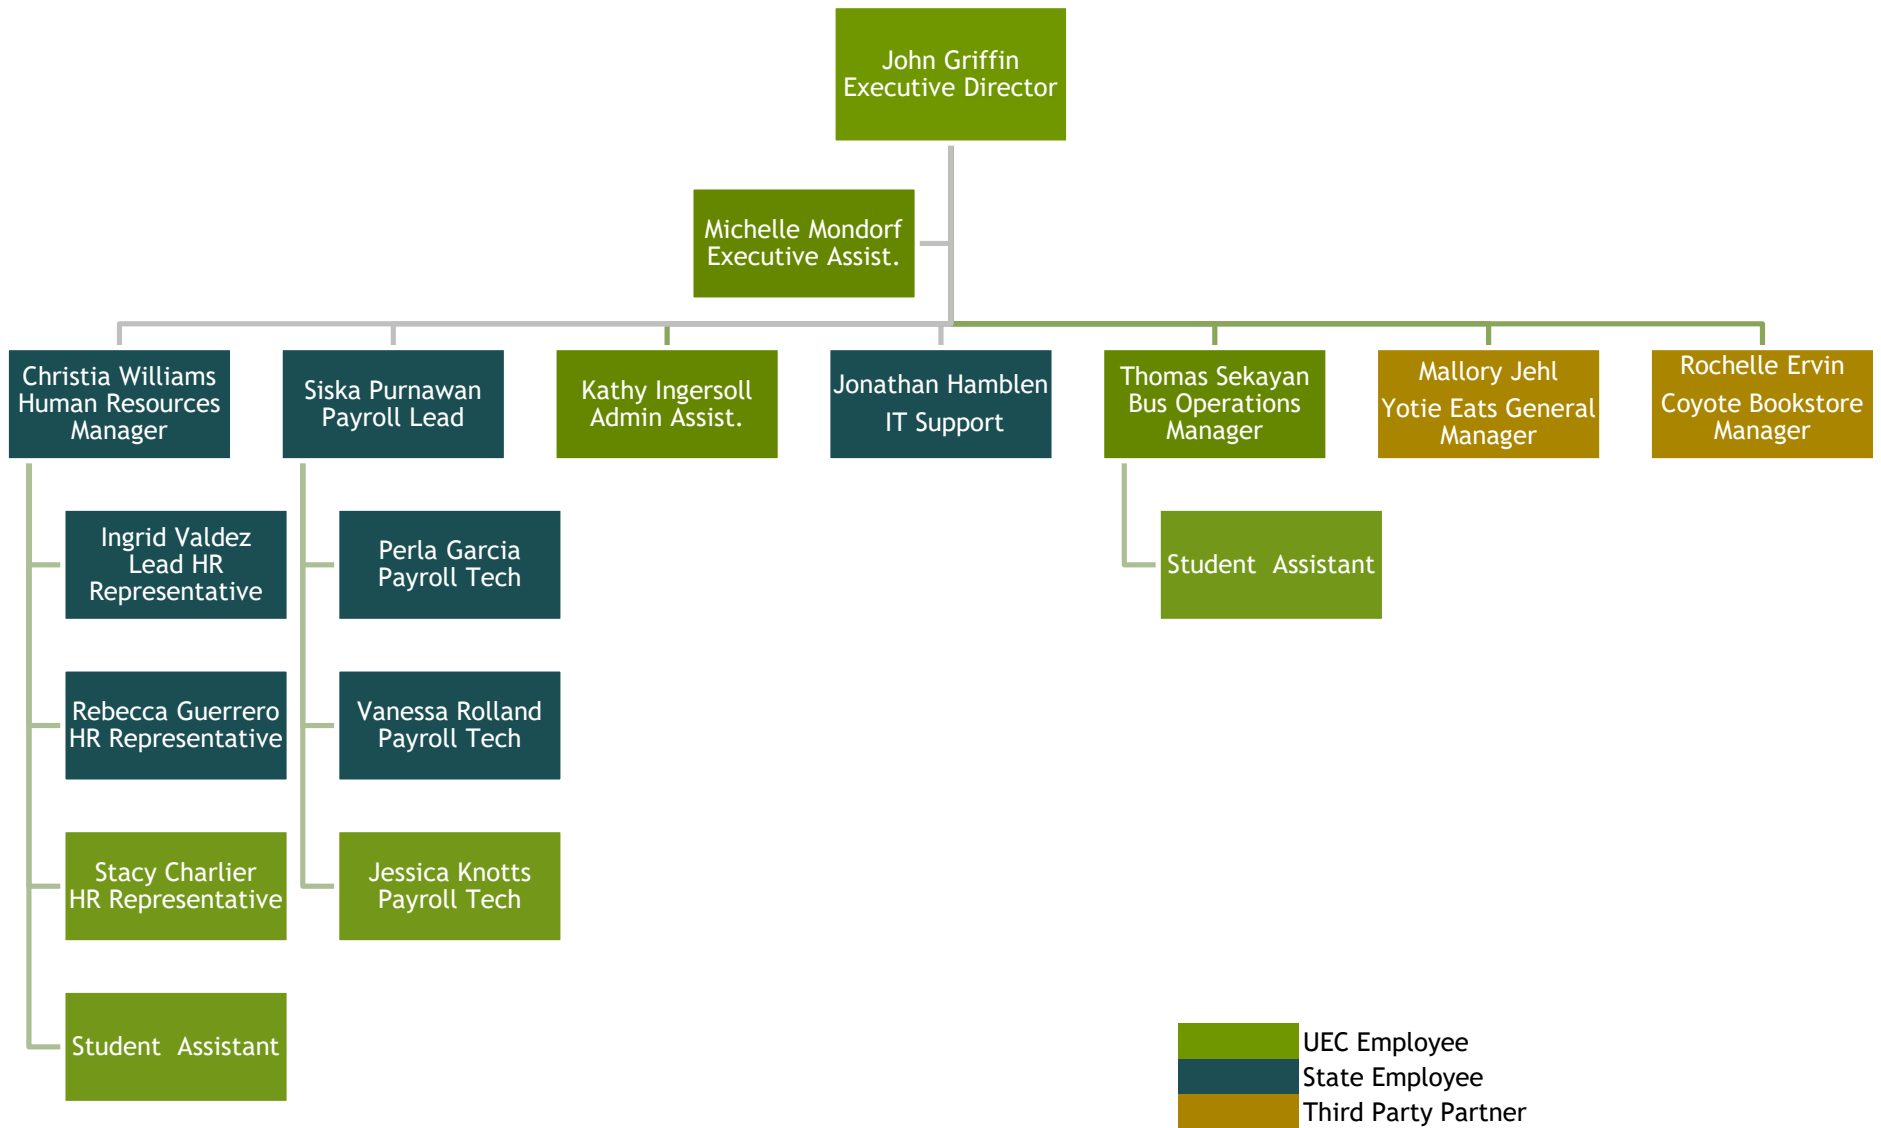 John Griffin
Executive Director
Michelle Mondorf
Executive Assist.
Christia Williams
Human Resources
Manager
Siska Purnawan
Payroll Lead
Kathy Ingersoll
Admin Assist.
Jonathan Hamblen
IT Support
Thomas Sekayan
Bus Operations
Manager
Mallory Jehl
Yotie Eats General
Manager
Rochelle Ervin
Coyote Bookstore
Manager
Ingrid Valdez
Lead HR
Representative
Perla Garcia
Payroll Tech
Student  Assistant
Rebecca Guerrero
HR Representative
Vanessa Rolland
Payroll Tech
Stacy Charlier
HR Representative
Jessica Knotts
Payroll Tech
Student  Assistant
UEC Employee
State Employee
Third Party Partner